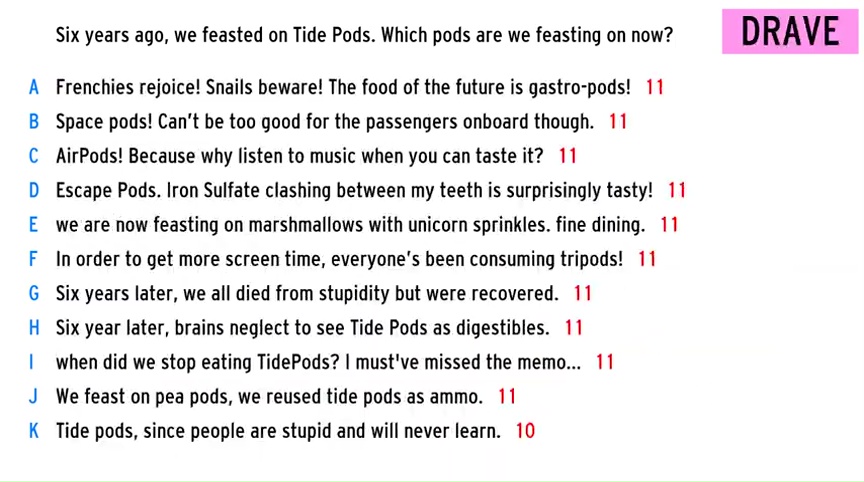 Six years ago, we feasted on Tide Pods. Which pods are we feasting on now?
DRAVE
A Frenchies rejoice! Snails beware! The food of the future is gastro-pods! 11
B Space pods! Can't be too good for the passengers onboard though. 11
C AirPods! Because why listen to music when you can taste it? 11
D Escape Pods. Iron Sulfate clashing between my teeth is surprisingly tasty! 11
E we are now feasting on marshmallows with unicorn sprinkles. fine dining. 11
F In order to get more screen time, everyone's been consuming tripods! 11
G Six years later, we all died from stupidity but were recovered. 11
H Six year later, brains neglect to see Tide Pods as digestibles. 11
I when did we stop eating TidePods? I must've missed the memo... 11
J We feast on pea pods, we reused tide pods as ammo. 11
K Tide pods, since people are stupid and will never learn. 10